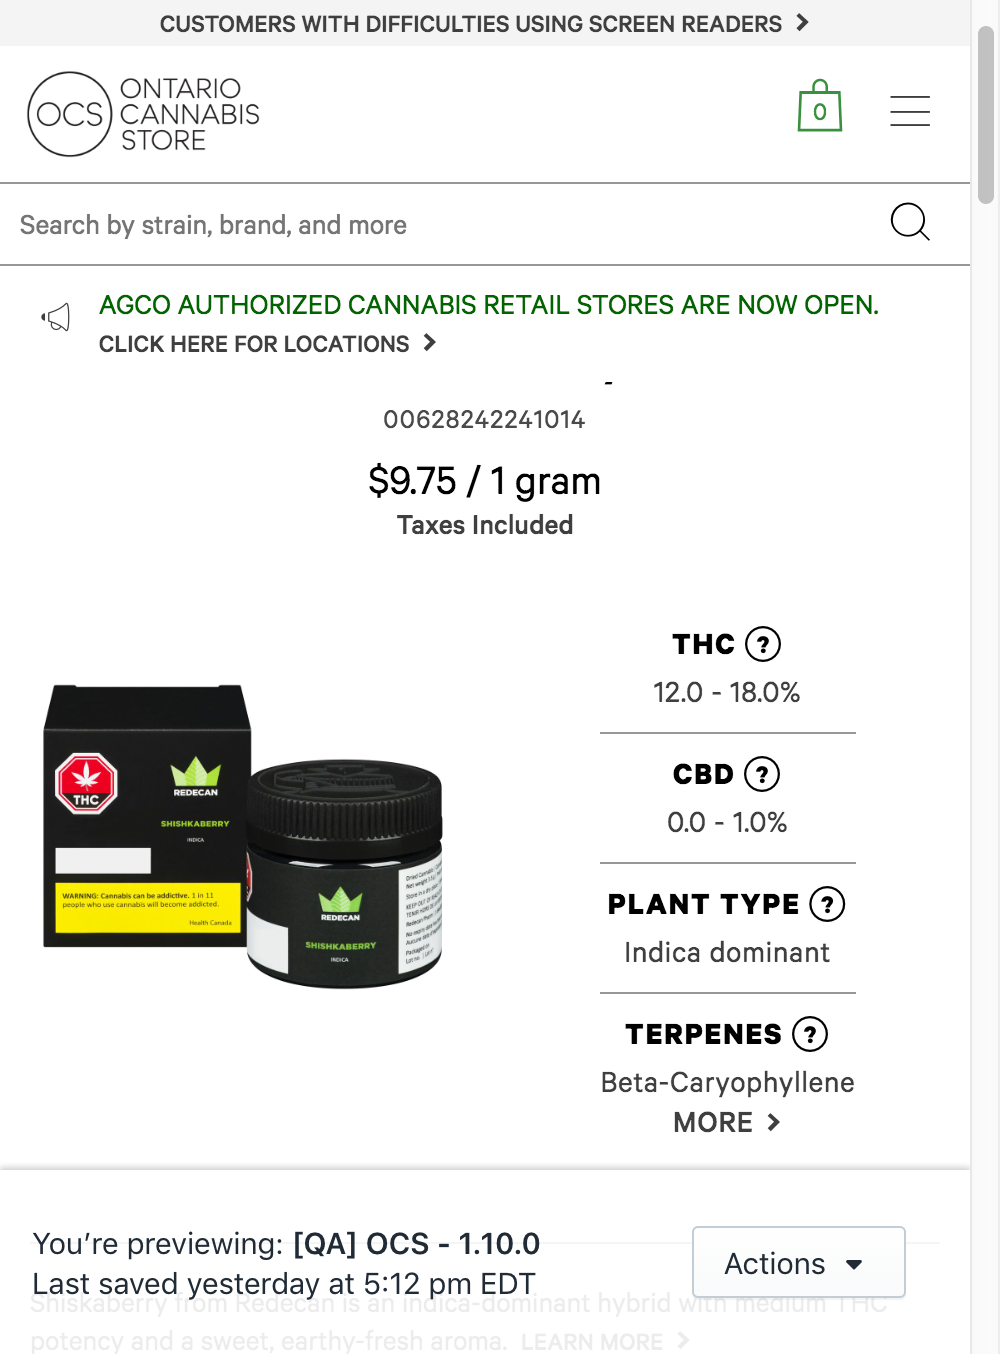 CUSTOMERS WITH DIFFICULTIES USING SCREEN READERS
OCS
ONTARIO
CANNABIS
STORE
0
Search by strain, brand, and more
AGCO AUTHORIZED CANNABIS RETAIL STORES ARE NOW OPEN.
CLICK HERE FOR LOCATIONS
-
00628242241014
$9.75 / 1 gram
Taxes Included
THC ?
12.0 - 18.0%
CBD ?
0.0 - 1.0%
PLANT TYPE ?
Indica dominant
TERPENES ?
Beta-Caryophyllene
MORE
THC
REDECAN
SHISHKABERRY
INDICA
WARNING: Cannabis can be addictive. 1 in 11
people who use cannabis will become addicted.
Health Canada
REDECAN
SHISHKABERRY
INDICA
You're previewing: [QA] OCS - 1.10.0
Last saved yesterday at 5:12 pm EDT
Actions
Shiskaberry from Redecan is an indica-dominant hybrid with medium THC
potency and a sweet, earthy-fresh aroma. LEARN MORE